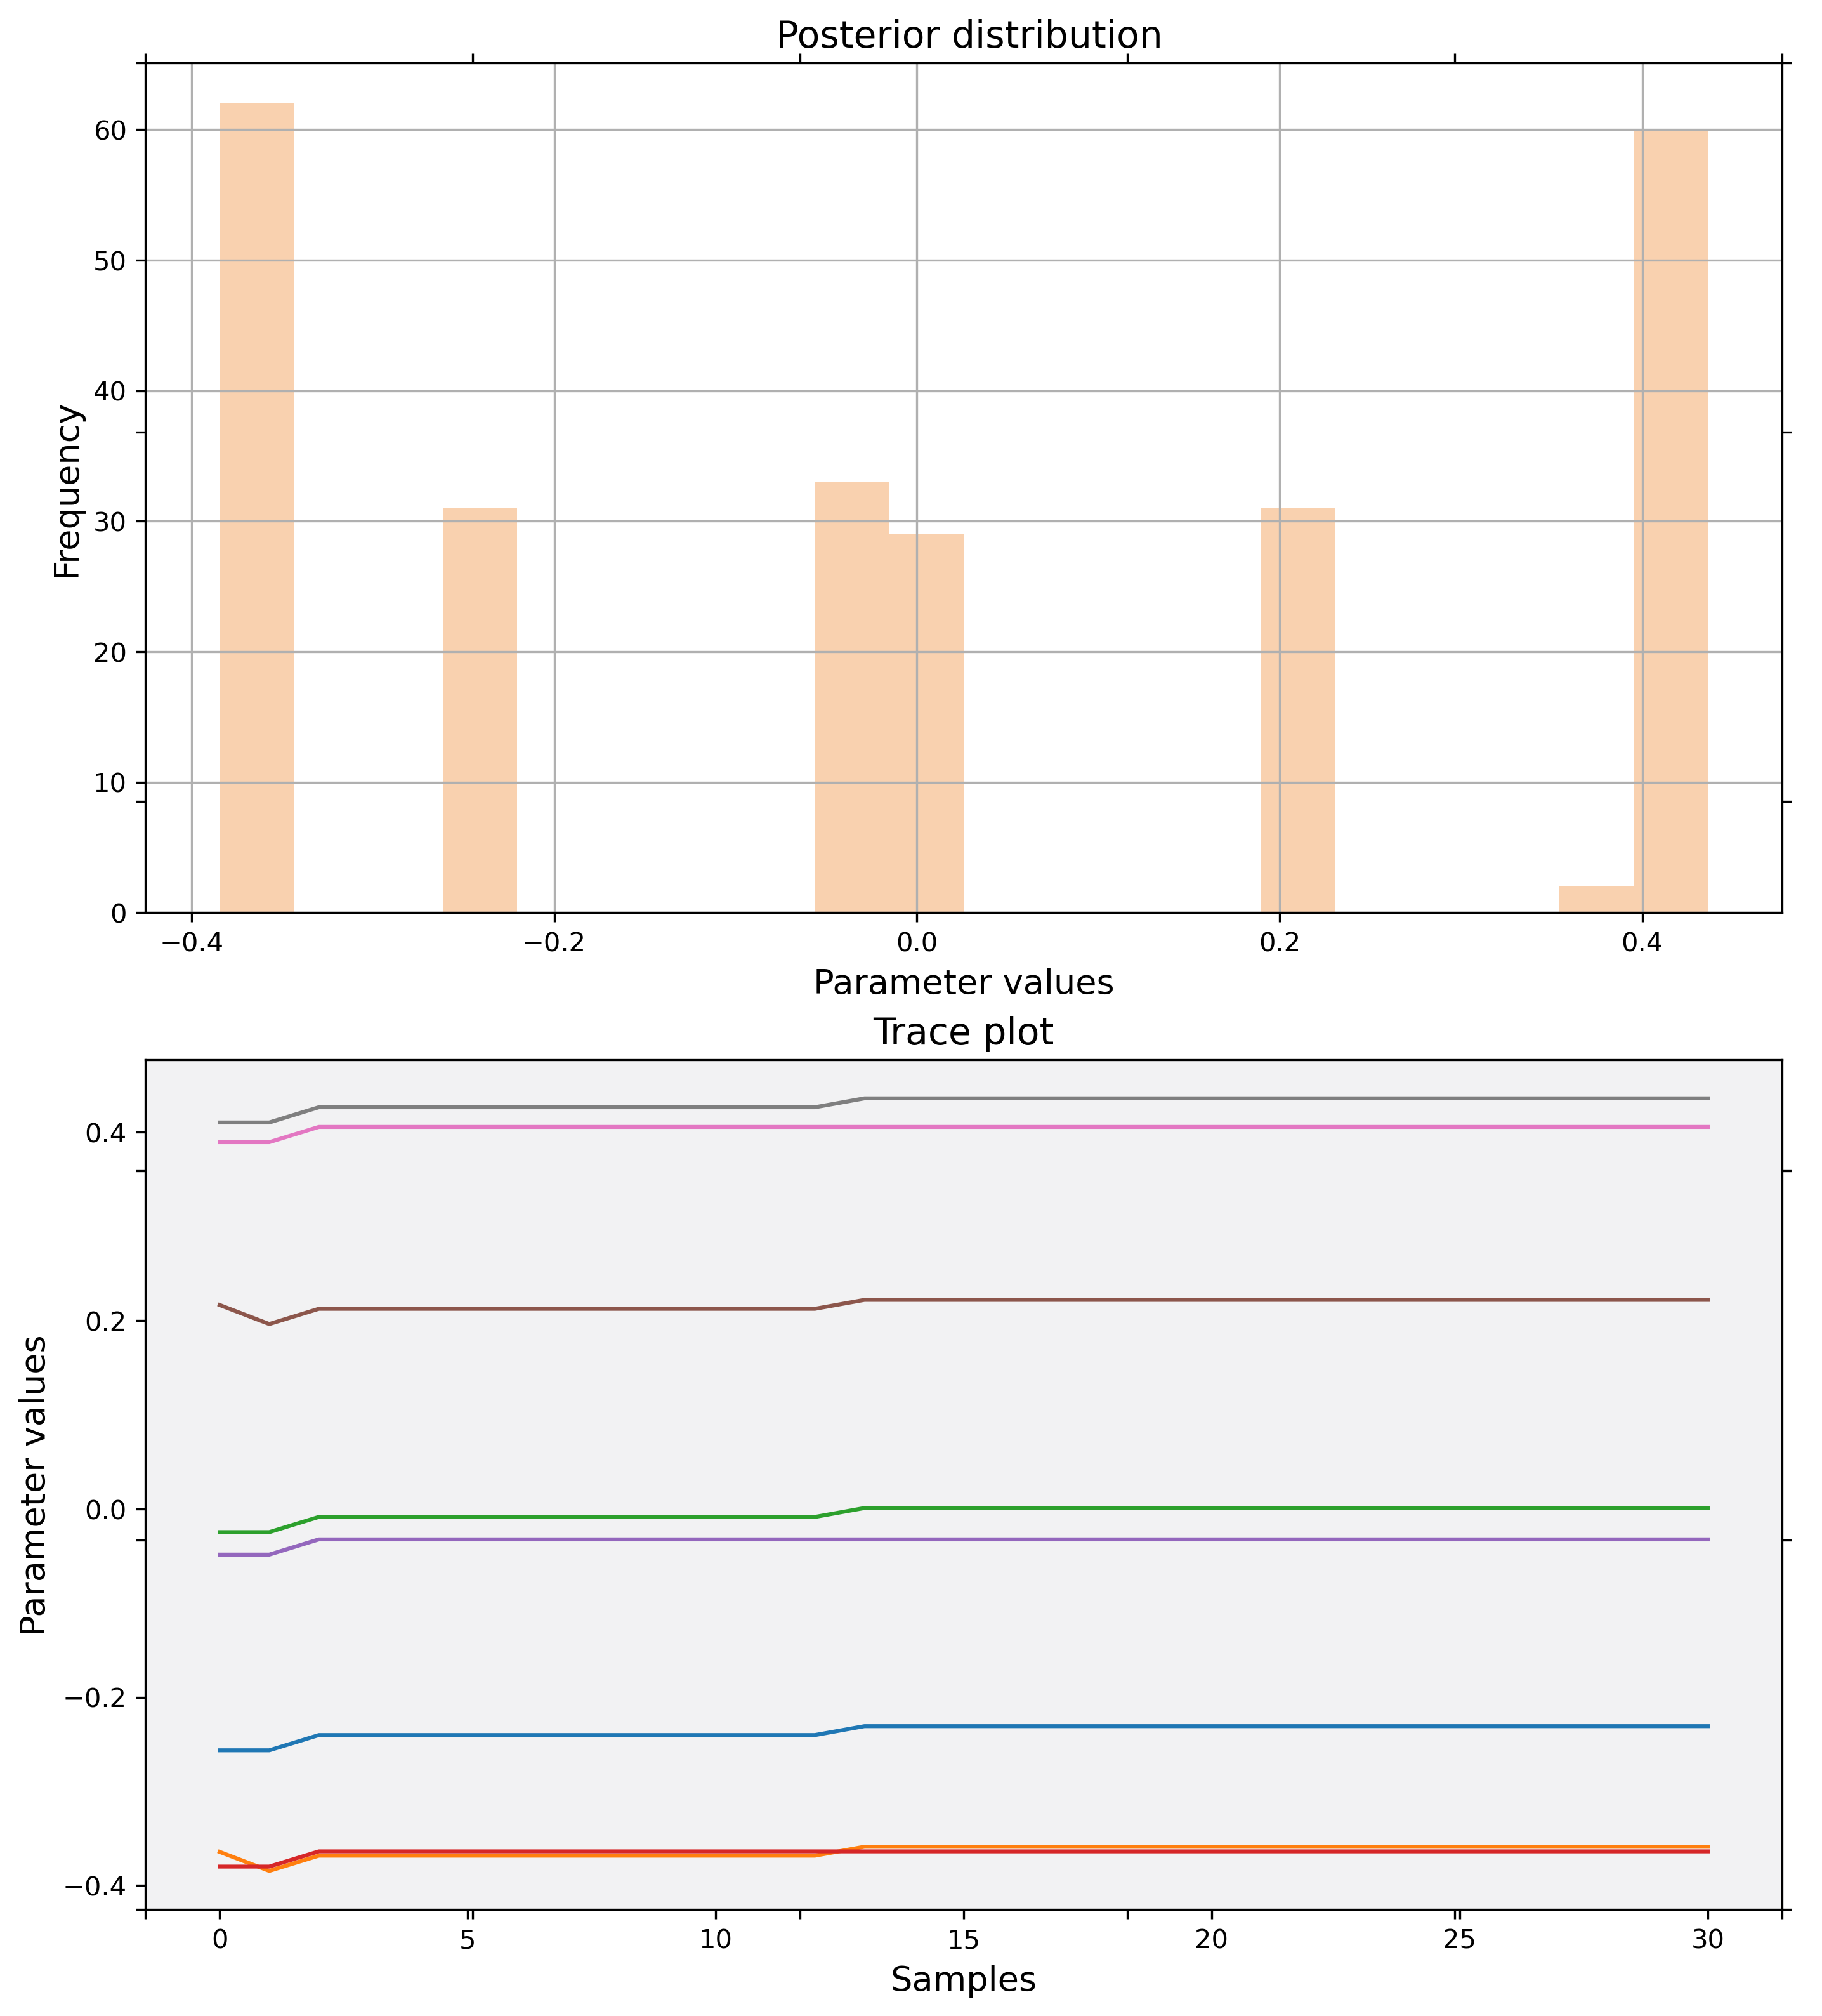 Posterior distribution
60
50
40
30
20
10
0
Frequency
−0.4 −0.2 0.0 0.2 0.4
Parameter values
Trace plot
0.4
0.2
0.0
−0.2
−0.4
Parameter values
0 5 10 15 20 25 30
Samples